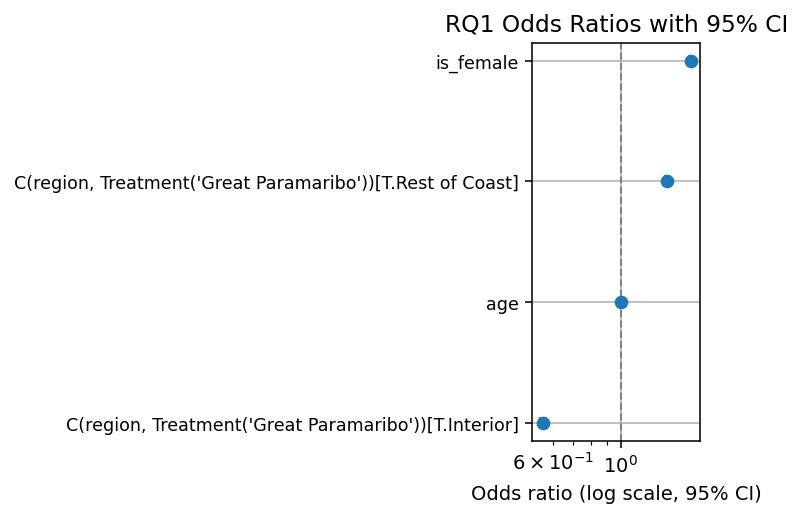 RQ1 Odds Ratios with 95% CI
is_female
C(region, Treatment('Great Paramaribo'))[T.Rest of Coast]
age
C(region, Treatment('Great Paramaribo'))[T.Interior]
6 × 10⁻¹ 10⁰
Odds ratio (log scale, 95% CI)